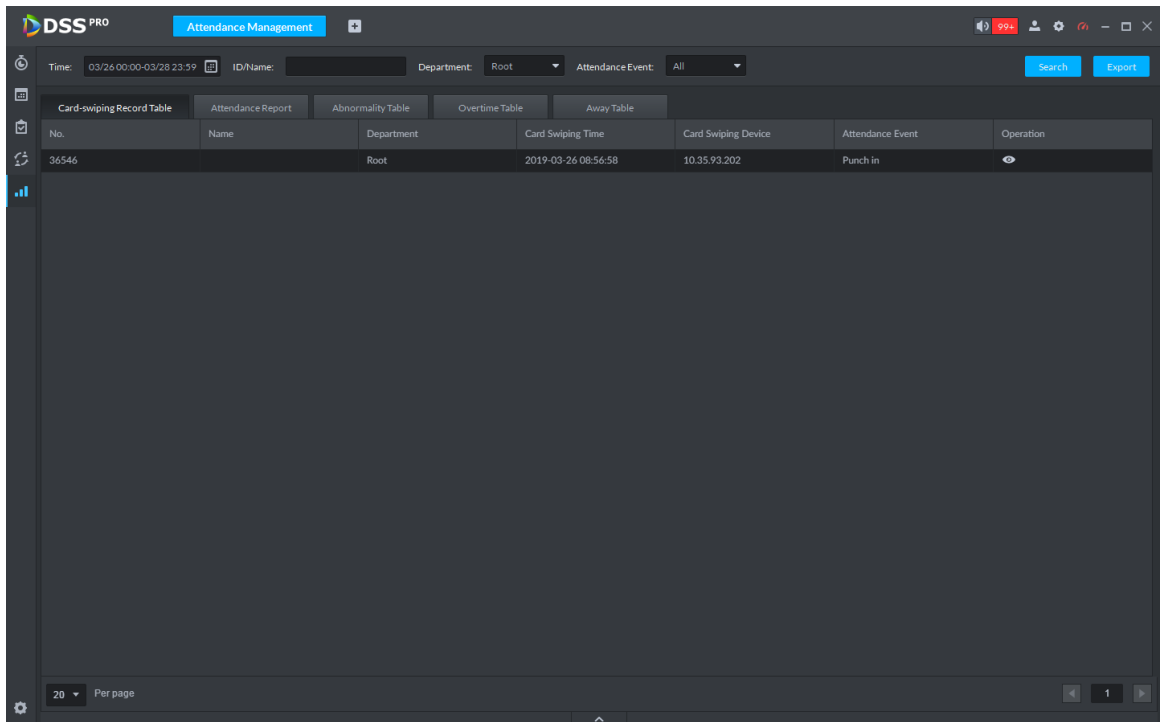 DSS PRO Attendance Management 99+
Time: 03/26 00:00-03/28 23:59 ID/Name: Department: Root Attendance Event: All Search Export
Card-swiping Record Table Attendance Report Abnormality Table Overtime Table Away Table
No. Name Department Card Swiping Time Card Swiping Device Attendance Event Operation
36546 Root 2019-03-26 08:56:58 10.35.93.202 Punch in
20 Per page 1